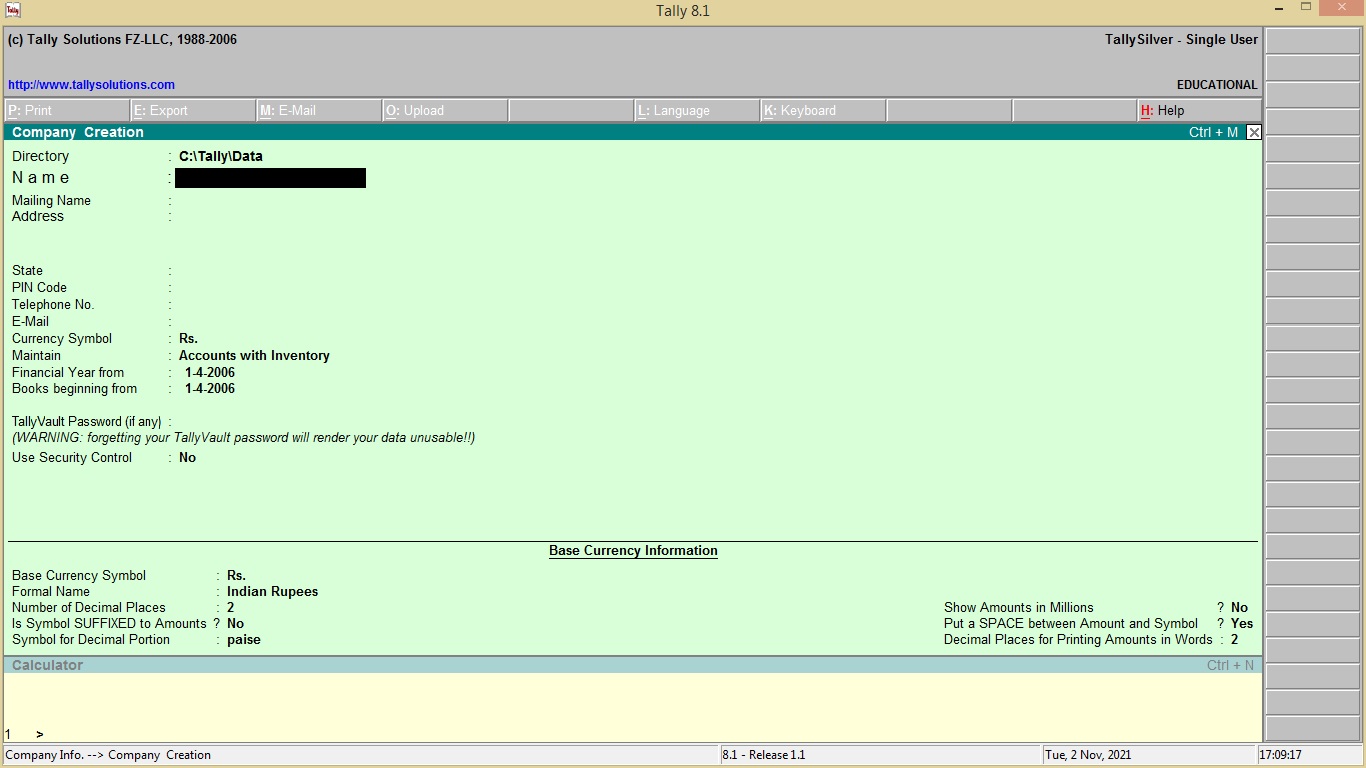 Tally Tally 8.1
(c) Tally Solutions FZ-LLC, 1988-2006 TallySilver - Single User
http://www.tallysolutions.com EDUCATIONAL
P: Print E: Export M: E-Mail O: Upload L: Language K: Keyboard H: Help
Company Creation Ctrl + M
Directory : C:\Tally\Data
Name :
Mailing Name :
Address :
State :
PIN Code :
Telephone No. :
E-Mail :
Currency Symbol : Rs.
Maintain : Accounts with Inventory
Financial Year from : 1-4-2006
Books beginning from : 1-4-2006
TallyVault Password (if any) :
(WARNING: forgetting your TallyVault password will render your data unusable!!)
Use Security Control : No
Base Currency Information
Base Currency Symbol : Rs.
Formal Name : Indian Rupees
Number of Decimal Places : 2 Show Amounts in Millions ? No
Is Symbol SUFFIXED to Amounts ? No Put a SPACE between Amount and Symbol ? Yes
Symbol for Decimal Portion : paise Decimal Places for Printing Amounts in Words : 2
Calculator Ctrl + N
1 >
Company Info. --> Company Creation 8.1 - Release 1.1 Tue, 2 Nov, 2021 17:09:17